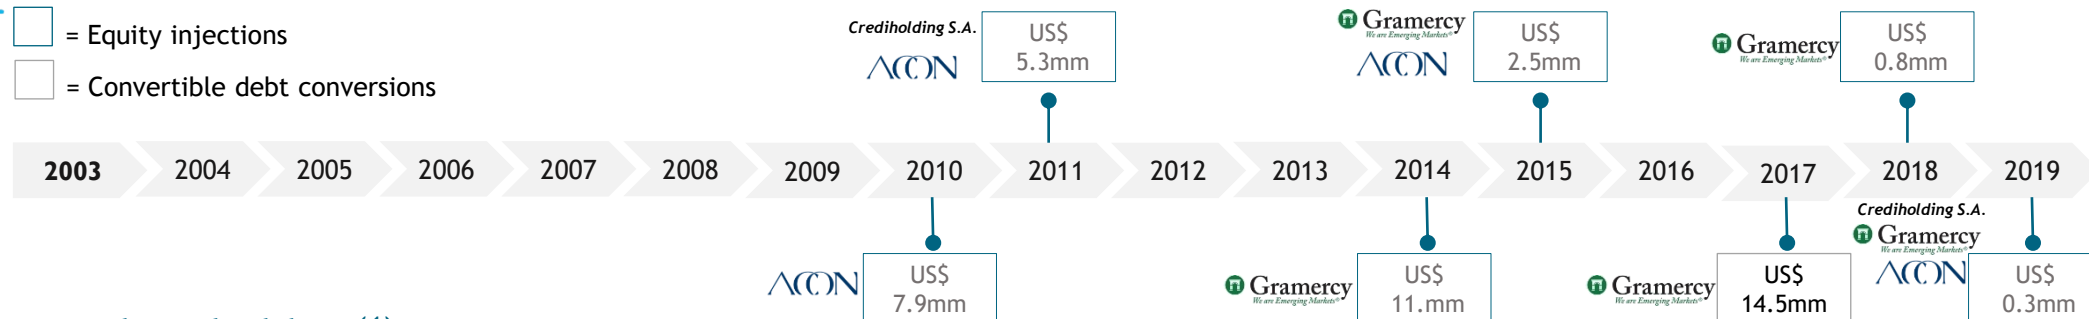 = Equity injections
= Convertible debt conversions
Crediholding S.A.
ACON
US$
5.3mm
Gramercy
We are Emerging Markets®
ACON
US$
2.5mm
Gramercy
We are Emerging Markets®
US$
0.8mm
2003 2004 2005 2006 2007 2008 2009 2010 2011 2012 2013 2014 2015 2016 2017 2018 2019
ACON
US$
7.9mm
Gramercy
We are Emerging Markets®
US$
11.mm
Gramercy
We are Emerging Markets®
US$
14.5mm
Crediholding S.A.
Gramercy
We are Emerging Markets®
ACON
US$
0.3mm